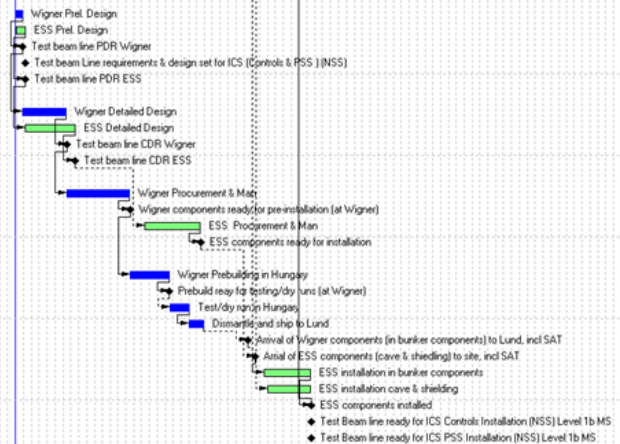 Wigner Prel. Design
ESS Prel. Design
Test beam line PDR Wigner
Test beam Line requirements & design set for ICS (Controls & PSS ) (NSS)
Test beam line PDR ESS
Wigner Detailed Design
ESS Detailed Design
Test beam line CDR Wigner
Test beam line CDR ESS
Wigner Procurement & Man
Wigner components ready for pre-installation (at Wigner)
ESS Procurement & Man
ESS components ready for installation
Wigner Prebuilding in Hungary
Prebuild reay for testing/dry runs (at Wigner)
Test/dry run in Hungary
Dismantle and ship to Lund
Arrival of Wigner components (in bunker components) to Lund, incl SAT
Arrial of ESS components (cave & shiedling) to site, incl SAT
ESS installation in bunker components
ESS installation cave & shielding
ESS components installed
Test Beam line ready for ICS Controls Installation (NSS) Level 1b MS
Test Beam line ready for ICS PSS Installation (NSS) Level 1b MS